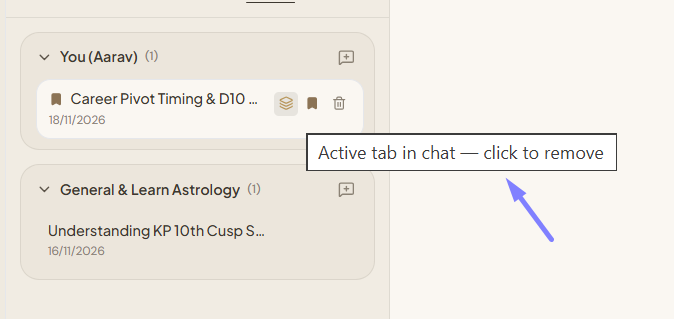 You (Aarav) (1)
Career Pivot Timing & D10 ...
18/11/2026
Active tab in chat — click to remove
General & Learn Astrology (1)
Understanding KP 10th Cusp S...
16/11/2026